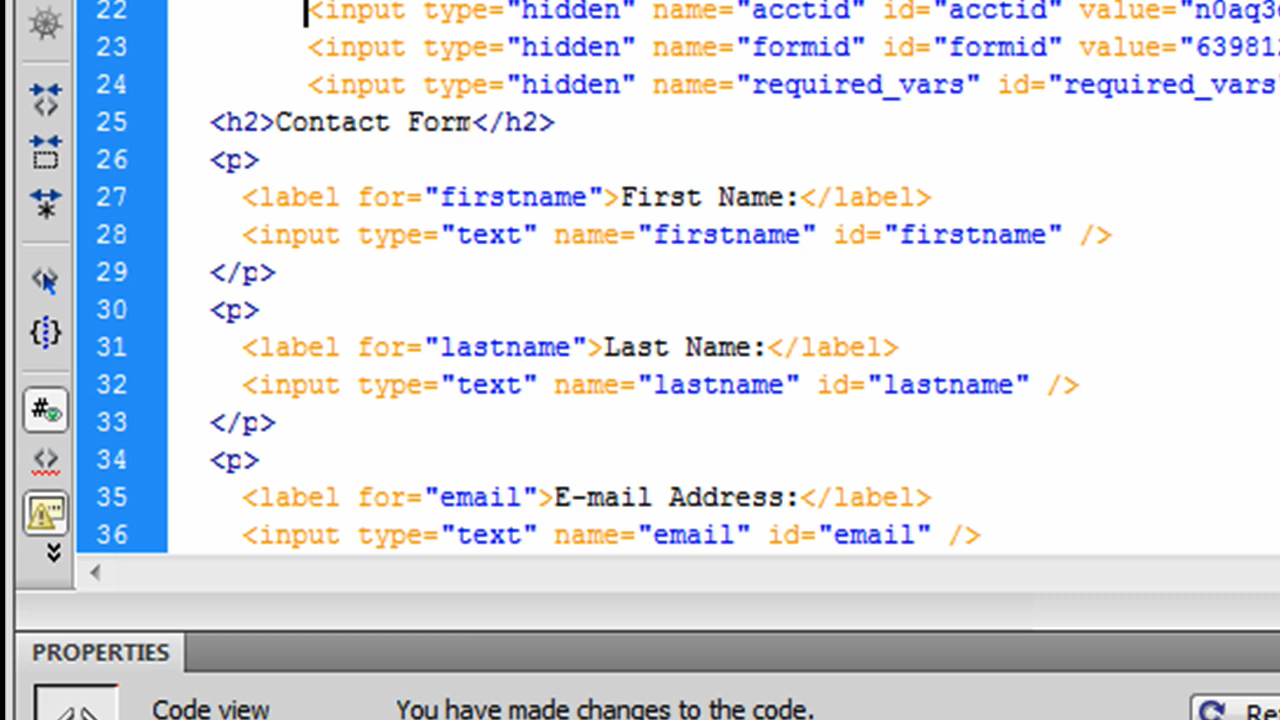 22 <input type="hidden" name="acctid" id="acctid" value="n0aq3
23 <input type="hidden" name="formid" id="formid" value="63981
24 <input type="hidden" name="required_vars" id="required_vars"
25 <h2>Contact Form</h2>
26 <p>
27 <label for="firstname">First Name:</label>
28 <input type="text" name="firstname" id="firstname" />
29 </p>
30 <p>
31 <label for="lastname">Last Name:</label>
32 <input type="text" name="lastname" id="lastname" />
33 </p>
34 <p>
35 <label for="email">E-mail Address:</label>
36 <input type="text" name="email" id="email" />
PROPERTIES
Code view You have made changes to the code.